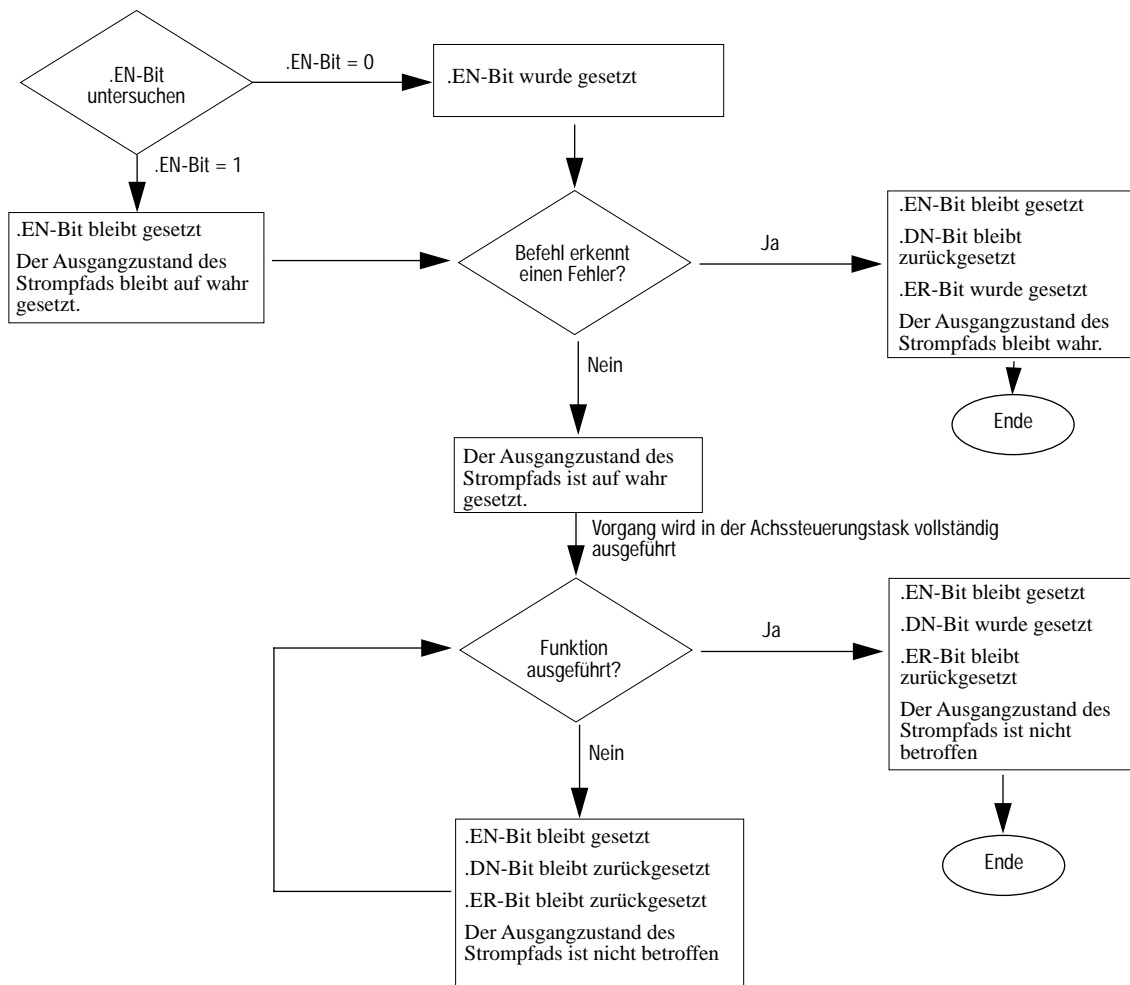 .EN-Bit
untersuchen
.EN-Bit = 0
.EN-Bit wurde gesetzt
.EN-Bit = 1
.EN-Bit bleibt gesetzt
Der Ausgangzustand des
Strompfads bleibt auf wahr
gesetzt.
Befehl erkennt
einen Fehler?
Ja
.EN-Bit bleibt gesetzt
.DN-Bit bleibt
zurückgesetzt
.ER-Bit wurde gesetzt
Der Ausgangzustand des
Strompfads bleibt wahr.
Ende
Nein
Der Ausgangzustand des
Strompfads ist auf wahr
gesetzt.
Vorgang wird in der Achssteuerungstask vollständig
ausgeführt
Funktion
ausgeführt?
Ja
.EN-Bit bleibt gesetzt
.DN-Bit wurde gesetzt
.ER-Bit bleibt
zurückgesetzt
Der Ausgangzustand des
Strompfads ist nicht
betroffen
Ende
Nein
.EN-Bit bleibt gesetzt
.DN-Bit bleibt zurückgesetzt
.ER-Bit bleibt zurückgesetzt
Der Ausgangzustand des
Strompfads ist nicht betroffen